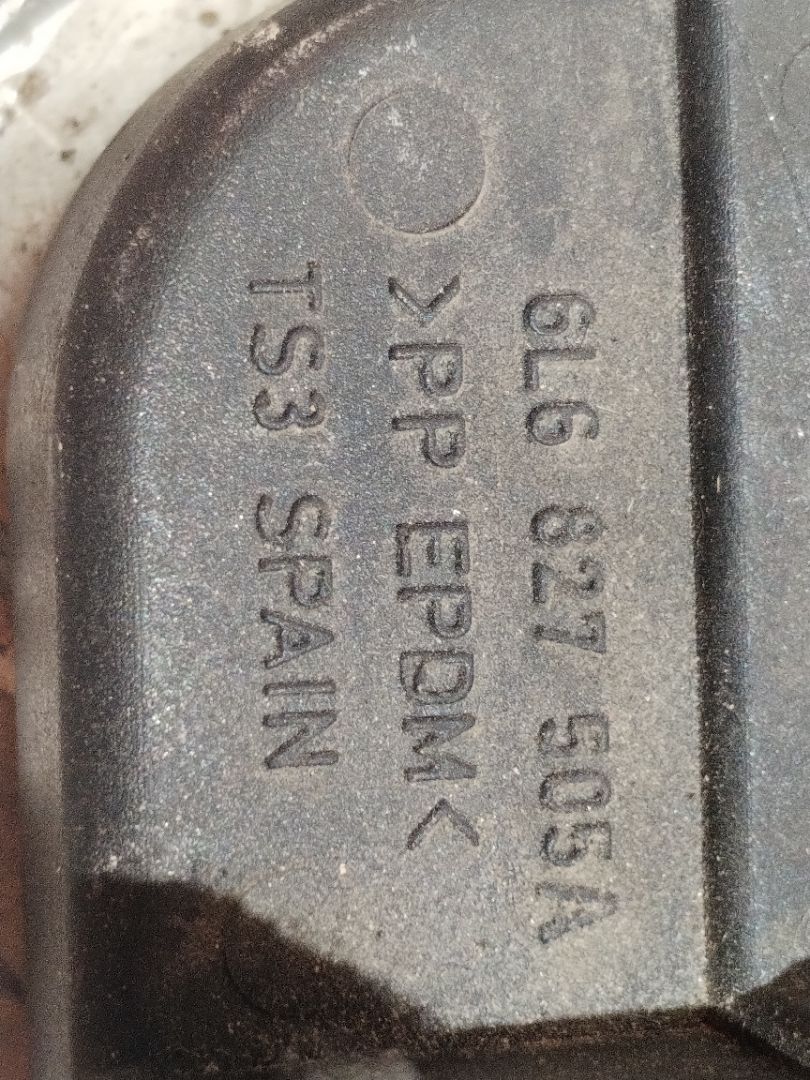 6L6 827 505A
>PP EPDM<
TS3 SPAIN